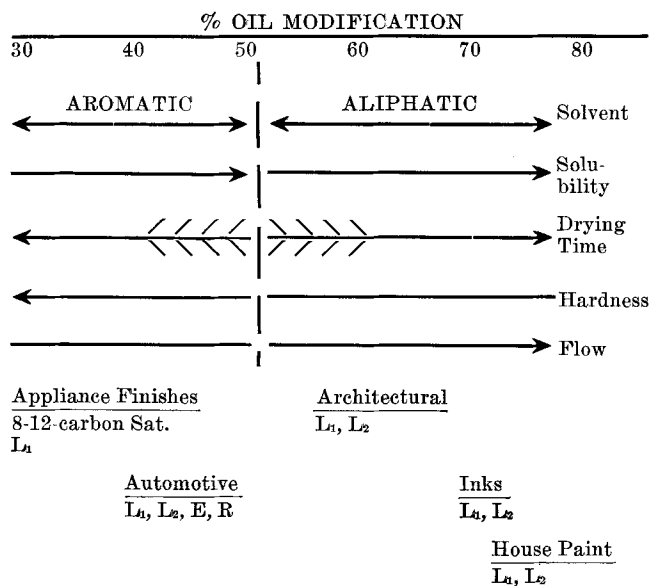 % OIL MODIFICATION
30 40 50 60 70 80
AROMATIC ALIPHATIC Solvent
Solu-
bility
Drying
Time
Hardness
Flow
Appliance Finishes
8-12-carbon Sat.
L₁
Architectural
L₁, L₂
Automotive
L₁, L₂, E, R
Inks
L₁, L₂
House Paint
L₁, L₂